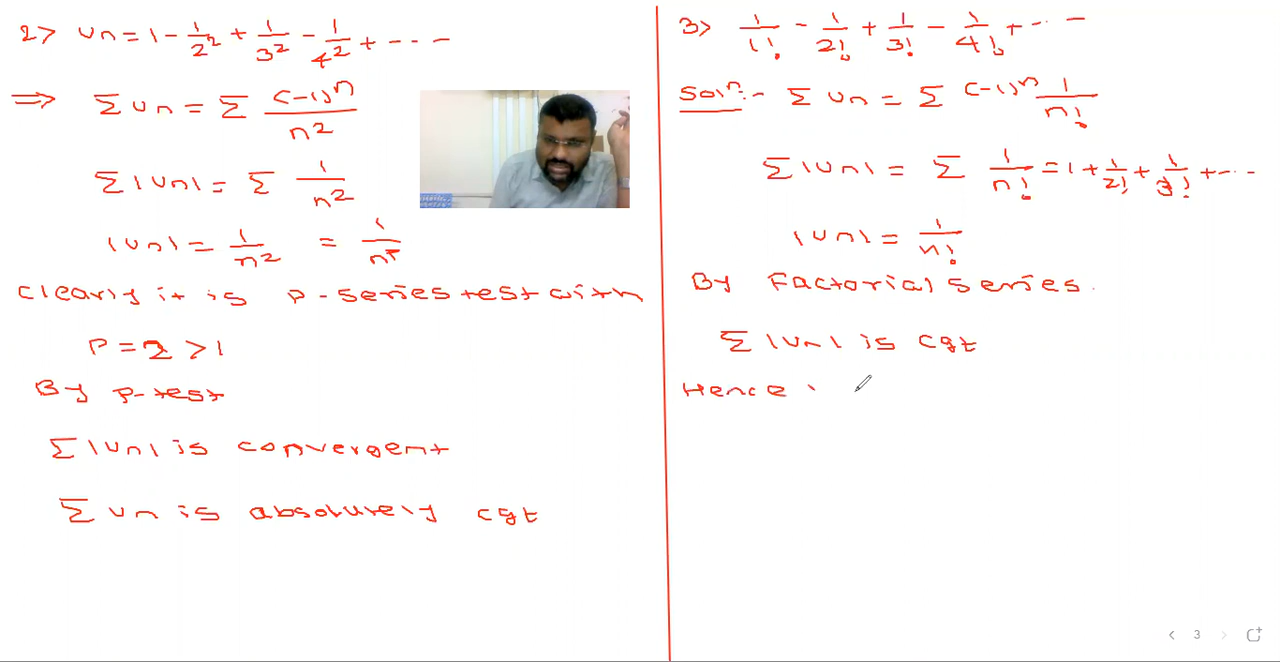 2> Un = 1 - 1/2² + 1/3² - 1/4² + - - - -
⇒ Σ Un = Σ (-1)ⁿ / n²
Σ |Un| = Σ 1/n²
|Un| = 1/n² = 1/nᵖ
Clearly it is P-series test with
P = 2 > 1
By p-test
Σ |Un| is convergent
Σ Un is absolutely cgt
3> 1/1! - 1/2! + 1/3! - 1/4! + - - -
Solⁿ:- Σ Un = Σ (-1)ⁿ 1/n!
Σ |Un| = Σ 1/n! = 1 + 1/2! + 1/3! + - - -
|Un| = 1/n!
By Factorial series.
Σ |Un| is cgt
Hence
< 3 >